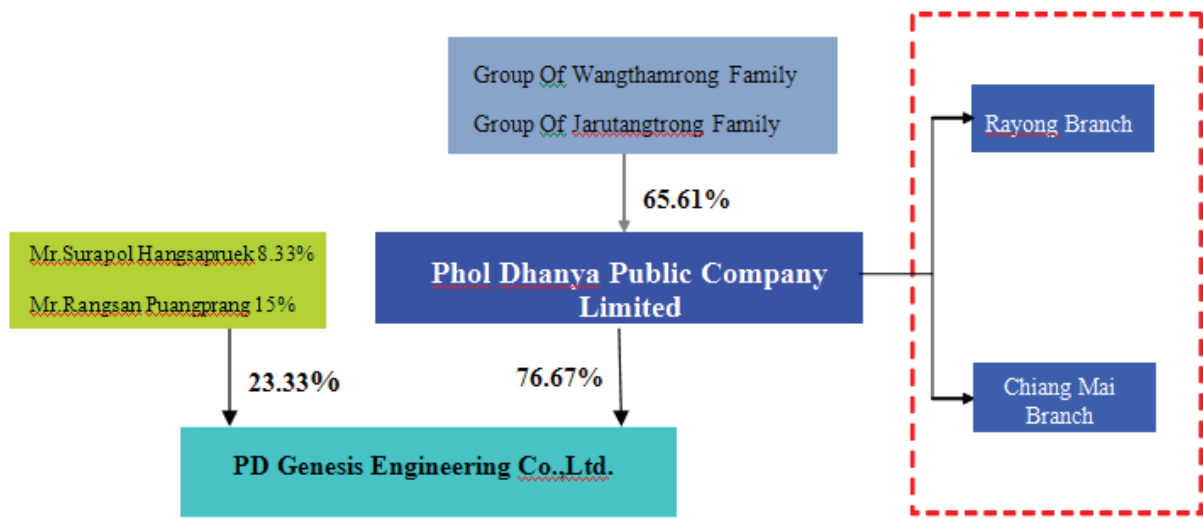 Group Of Wangthamrong Family
Group Of Jarutangtrong Family
Rayong Branch
65.61%
Mr.Surapol Hangsapruek 8.33%
Mr.Rangsan Puangprang 15%
Phol Dhanya Public Company
Limited
23.33%
76.67%
Chiang Mai
Branch
PD Genesis Engineering Co.,Ltd.